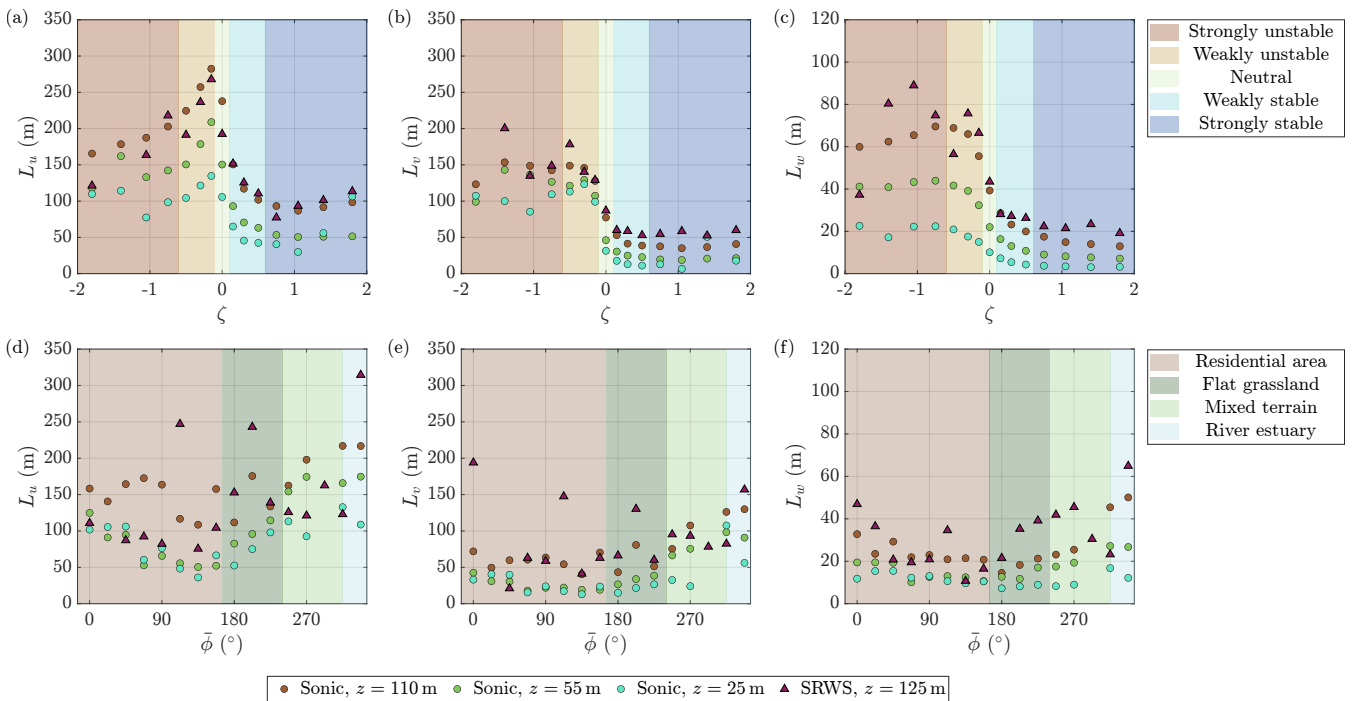 (a)
350
300
250
200
150
100
50
0
L_u (m)
-2 -1 0 1 2
ζ
(b)
350
300
250
200
150
100
50
0
L_v (m)
-2 -1 0 1 2
ζ
(c)
120
100
80
60
40
20
0
L_w (m)
-2 -1 0 1 2
ζ
Strongly unstable
Weakly unstable
Neutral
Weakly stable
Strongly stable
(d)
350
300
250
200
150
100
50
0
L_u (m)
0 90 180 270
ϕ̄ (°)
(e)
350
300
250
200
150
100
50
0
L_v (m)
0 90 180 270
ϕ̄ (°)
(f)
120
100
80
60
40
20
0
L_w (m)
0 90 180 270
ϕ̄ (°)
Residential area
Flat grassland
Mixed terrain
River estuary
Sonic, z = 110 m Sonic, z = 55 m Sonic, z = 25 m SRWS, z = 125 m